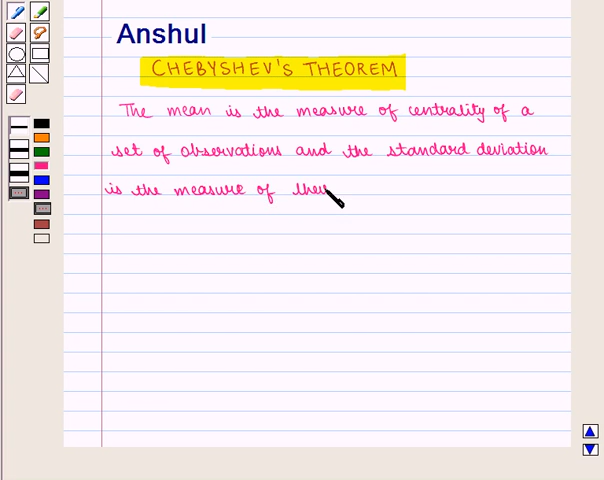 Anshul
CHEBYSHEV'S THEOREM
The mean is the measure of centrality of a
set of observations and the standard deviation
is the measure of